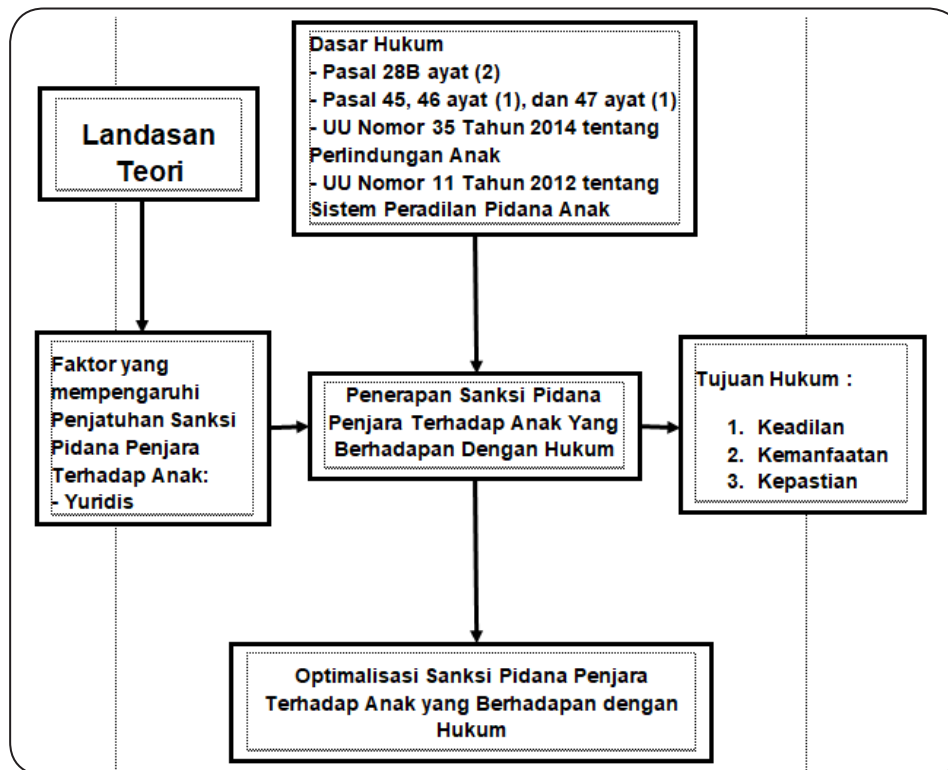 Dasar Hukum
- Pasal 28B ayat (2)
- Pasal 45, 46 ayat (1), dan 47 ayat (1)
- UU Nomor 35 Tahun 2014 tentang
Perlindungan Anak
- UU Nomor 11 Tahun 2012 tentang
Sistem Peradilan Pidana Anak
Landasan
Teori
Faktor yang
mempengaruhi
Penjatuhan Sanksi
Pidana Penjara
Terhadap Anak:
- Yuridis
Penerapan Sanksi Pidana
Penjara Terhadap Anak Yang
Berhadapan Dengan Hukum
Tujuan Hukum :
1. Keadilan
2. Kemanfaatan
3. Kepastian
Optimalisasi Sanksi Pidana Penjara
Terhadap Anak yang Berhadapan dengan
Hukum